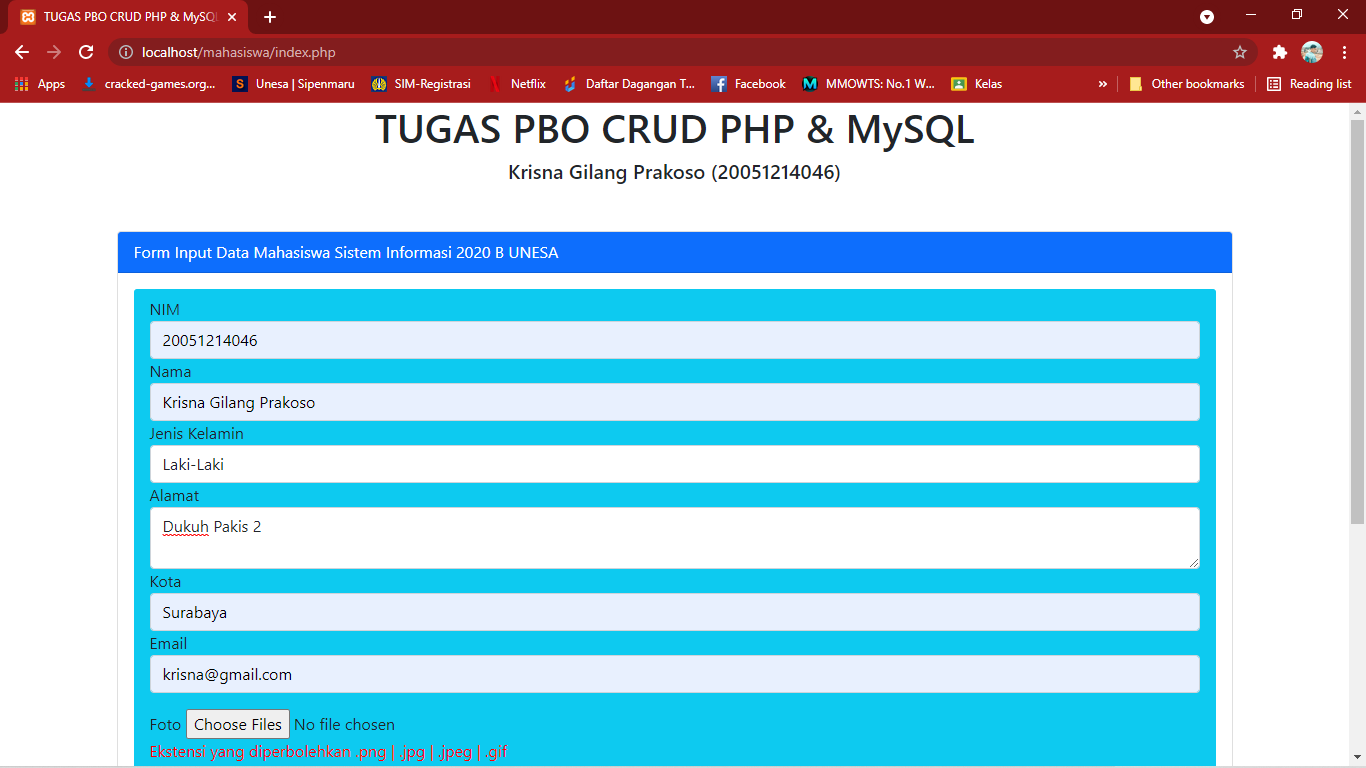 TUGAS PBO CRUD PHP & MySQL
localhost/mahasiswa/index.php
Apps cracked-games.org... Unesa | Sipenmaru SIM-Registrasi Netflix Daftar Dagangan T... Facebook MMOWTS: No.1 W... Kelas » Other bookmarks Reading list
TUGAS PBO CRUD PHP & MySQL
Krisna Gilang Prakoso (20051214046)
Form Input Data Mahasiswa Sistem Informasi 2020 B UNESA
NIM
20051214046
Nama
Krisna Gilang Prakoso
Jenis Kelamin
Laki-Laki
Alamat
Dukuh Pakis 2
Kota
Surabaya
Email
krisna@gmail.com
Foto Choose Files No file chosen
Ekstensi yang diperbolehkan .png | .jpg | .jpeg | .gif